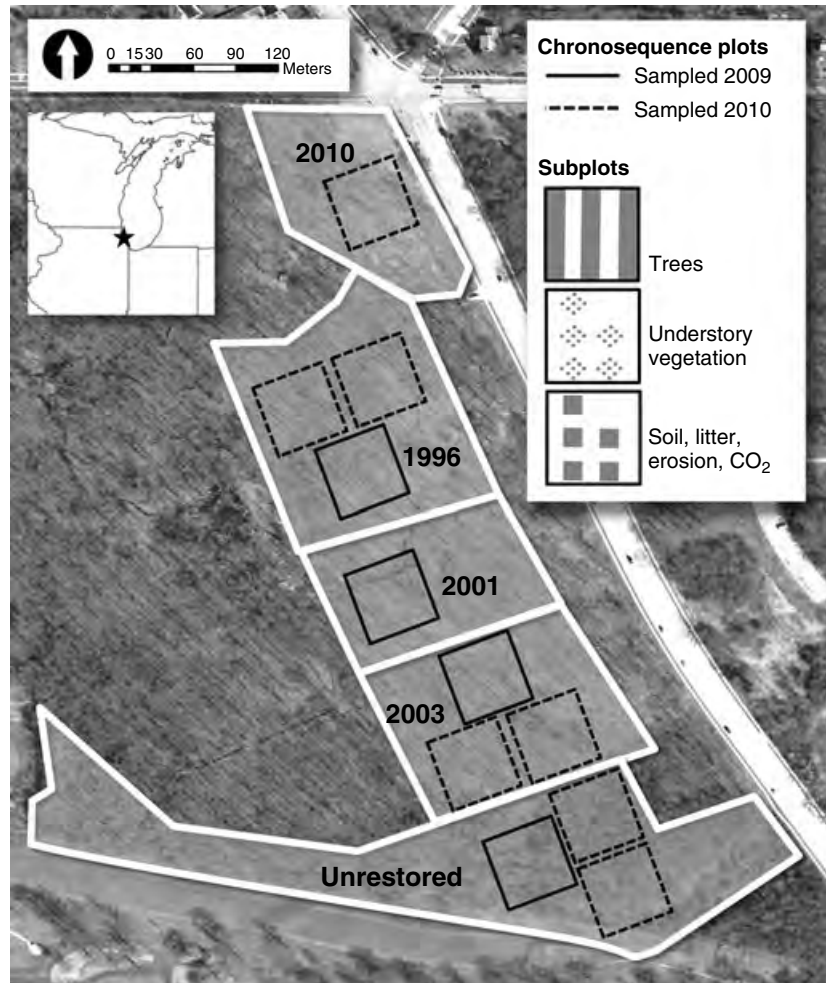 0 15 30 60 90 120
Meters
Chronosequence plots
Sampled 2009
Sampled 2010
Subplots
Trees
Understory
vegetation
Soil, litter,
erosion, CO₂
2010
1996
2001
2003
Unrestored